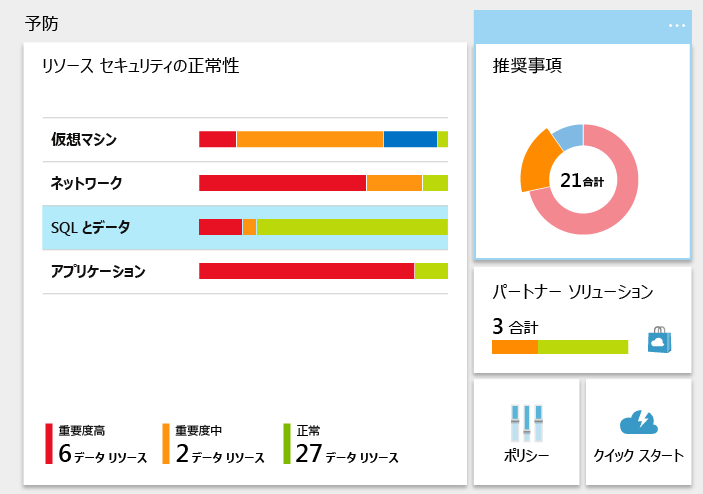 予防
リソース セキュリティの正常性
仮想マシン
ネットワーク
SQL とデータ
アプリケーション
重要度高
6 データ リソース
重要度中
2 データ リソース
正常
27 データ リソース
...
推奨事項
21合計
パートナー ソリューション
3 合計
ポリシー
クイック スタート